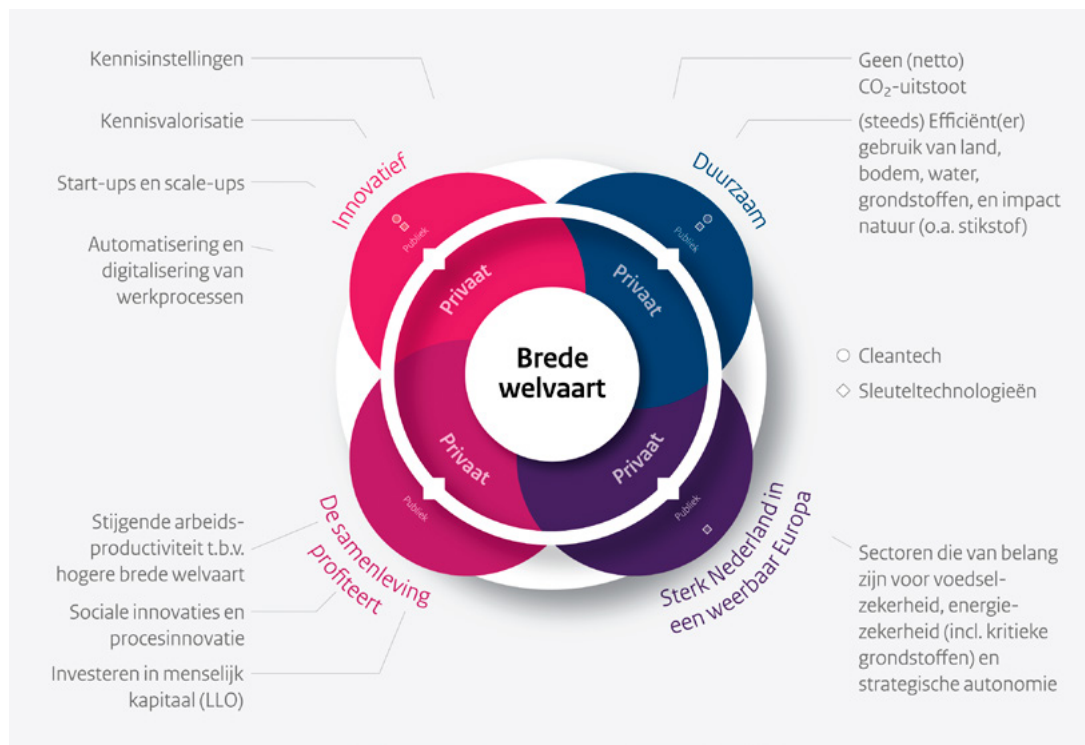 Kennisinstellingen
Kennisvalorisatie
Start-ups en scale-ups
Automatisering en
digitalisering van
werkprocessen
Innovatief
Publiek
Privaat
Geen (netto)
CO₂-uitstoot
(steeds) Efficiënt(er)
gebruik van land,
bodem, water,
grondstoffen, en impact
natuur (o.a. stikstof)
Duurzaam
Publiek
Privaat
Brede
welvaart
Cleantech
Sleuteltechnologieën
Privaat
Publiek
De samenleving
profiteert
Stijgende arbeids-
productiviteit t.b.v.
hogere brede welvaart
Sociale innovaties en
procesinnovatie
Investeren in menselijk
kapitaal (LLO)
Privaat
Publiek
Sterk Nederland in
een weerbaar Europa
Sectoren die van belang
zijn voor voedsel-
zekerheid, energie-
zekerheid (incl. kritieke
grondstoffen) en
strategische autonomie